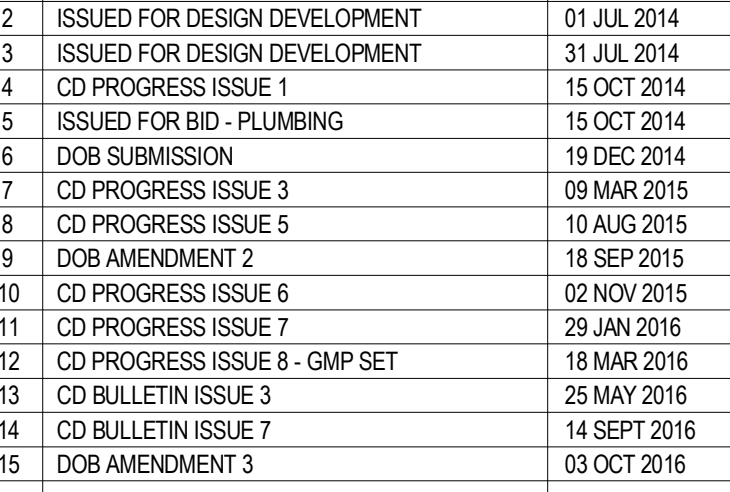 2 ISSUED FOR DESIGN DEVELOPMENT 01 JUL 2014
3 ISSUED FOR DESIGN DEVELOPMENT 31 JUL 2014
4 CD PROGRESS ISSUE 1 15 OCT 2014
5 ISSUED FOR BID - PLUMBING 15 OCT 2014
6 DOB SUBMISSION 19 DEC 2014
7 CD PROGRESS ISSUE 3 09 MAR 2015
8 CD PROGRESS ISSUE 5 10 AUG 2015
9 DOB AMENDMENT 2 18 SEP 2015
10 CD PROGRESS ISSUE 6 02 NOV 2015
11 CD PROGRESS ISSUE 7 29 JAN 2016
12 CD PROGRESS ISSUE 8 - GMP SET 18 MAR 2016
13 CD BULLETIN ISSUE 3 25 MAY 2016
14 CD BULLETIN ISSUE 7 14 SEPT 2016
15 DOB AMENDMENT 3 03 OCT 2016